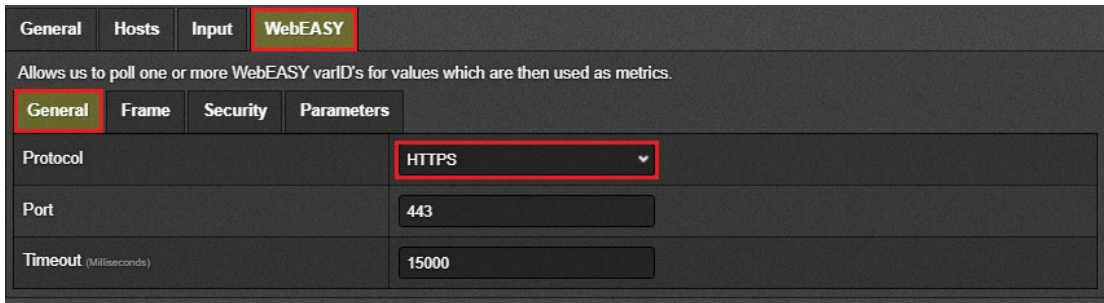 General Hosts Input WebEASY
Allows us to poll one or more WebEASY varID's for values which are then used as metrics.
General Frame Security Parameters
Protocol HTTPS
Port 443
Timeout (Milliseconds) 15000